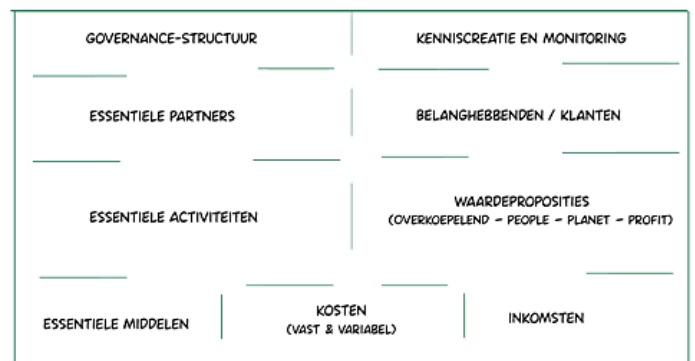 GOVERNANCE-STRUCTUUR
KENNISCREATIE EN MONITORING
ESSENTIELE PARTNERS
BELANGHEBBENDEN / KLANTEN
ESSENTIELE ACTIVITEITEN
WAARDEPROPOSITIES
(OVERKOEPELEND - PEOPLE - PLANET - PROFIT)
ESSENTIELE MIDDELEN
KOSTEN
(VAST & VARIABEL)
INKOMSTEN